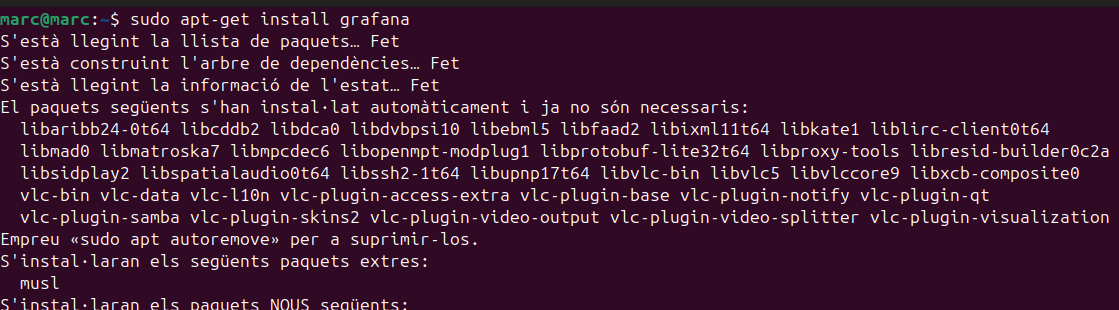 marc@marc:~$ sudo apt-get install grafana
S'està llegint la llista de paquets… Fet
S'està construint l'arbre de dependències… Fet
S'està llegint la informació de l'estat… Fet
El paquets següents s'han instal·lat automàticament i ja no són necessaris:
  libaribb24-0t64 libcddb2 libdca0 libdvbpsi10 libebml5 libfaad2 libixml11t64 libkate1 liblirc-client0t64
  libmad0 libmatroska7 libmpcdec6 libopenmpt-modplug1 libprotobuf-lite32t64 libproxy-tools libresid-builder0c2a
  libsidplay2 libspatialaudio0t64 libssh2-1t64 libupnp17t64 libvlc-bin libvlc5 libvlccore9 libxcb-composite0
  vlc-bin vlc-data vlc-l10n vlc-plugin-access-extra vlc-plugin-base vlc-plugin-notify vlc-plugin-qt
  vlc-plugin-samba vlc-plugin-skins2 vlc-plugin-video-output vlc-plugin-video-splitter vlc-plugin-visualization
Empreu «sudo apt autoremove» per a suprimir-los.
S'instal·laran els següents paquets extres:
  musl
S'instal·laran els paquets NOUS següents: